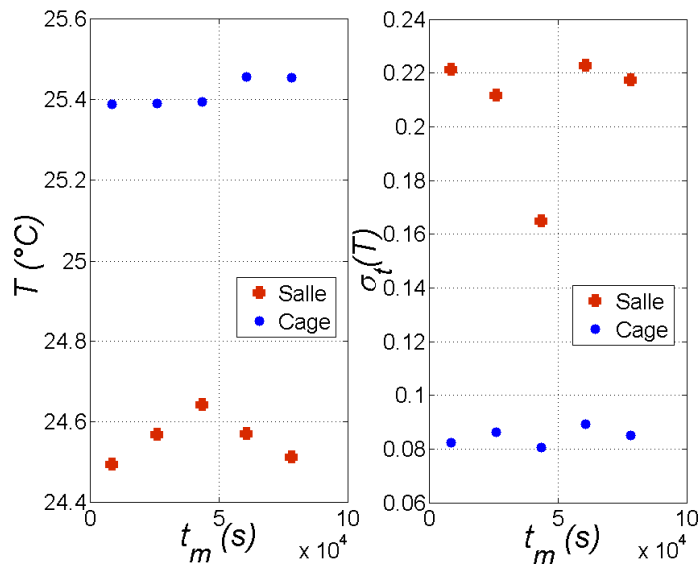 25.6
25.4
25.2
25
24.8
24.6
24.4
T (°C)
Salle
Cage
0
5
10
t_m (s)
x 10^4
0.24
0.22
0.2
0.18
0.16
0.14
0.12
0.1
0.08
0.06
σ_t(T)
Salle
Cage
0
5
10
t_m (s)
x 10^4